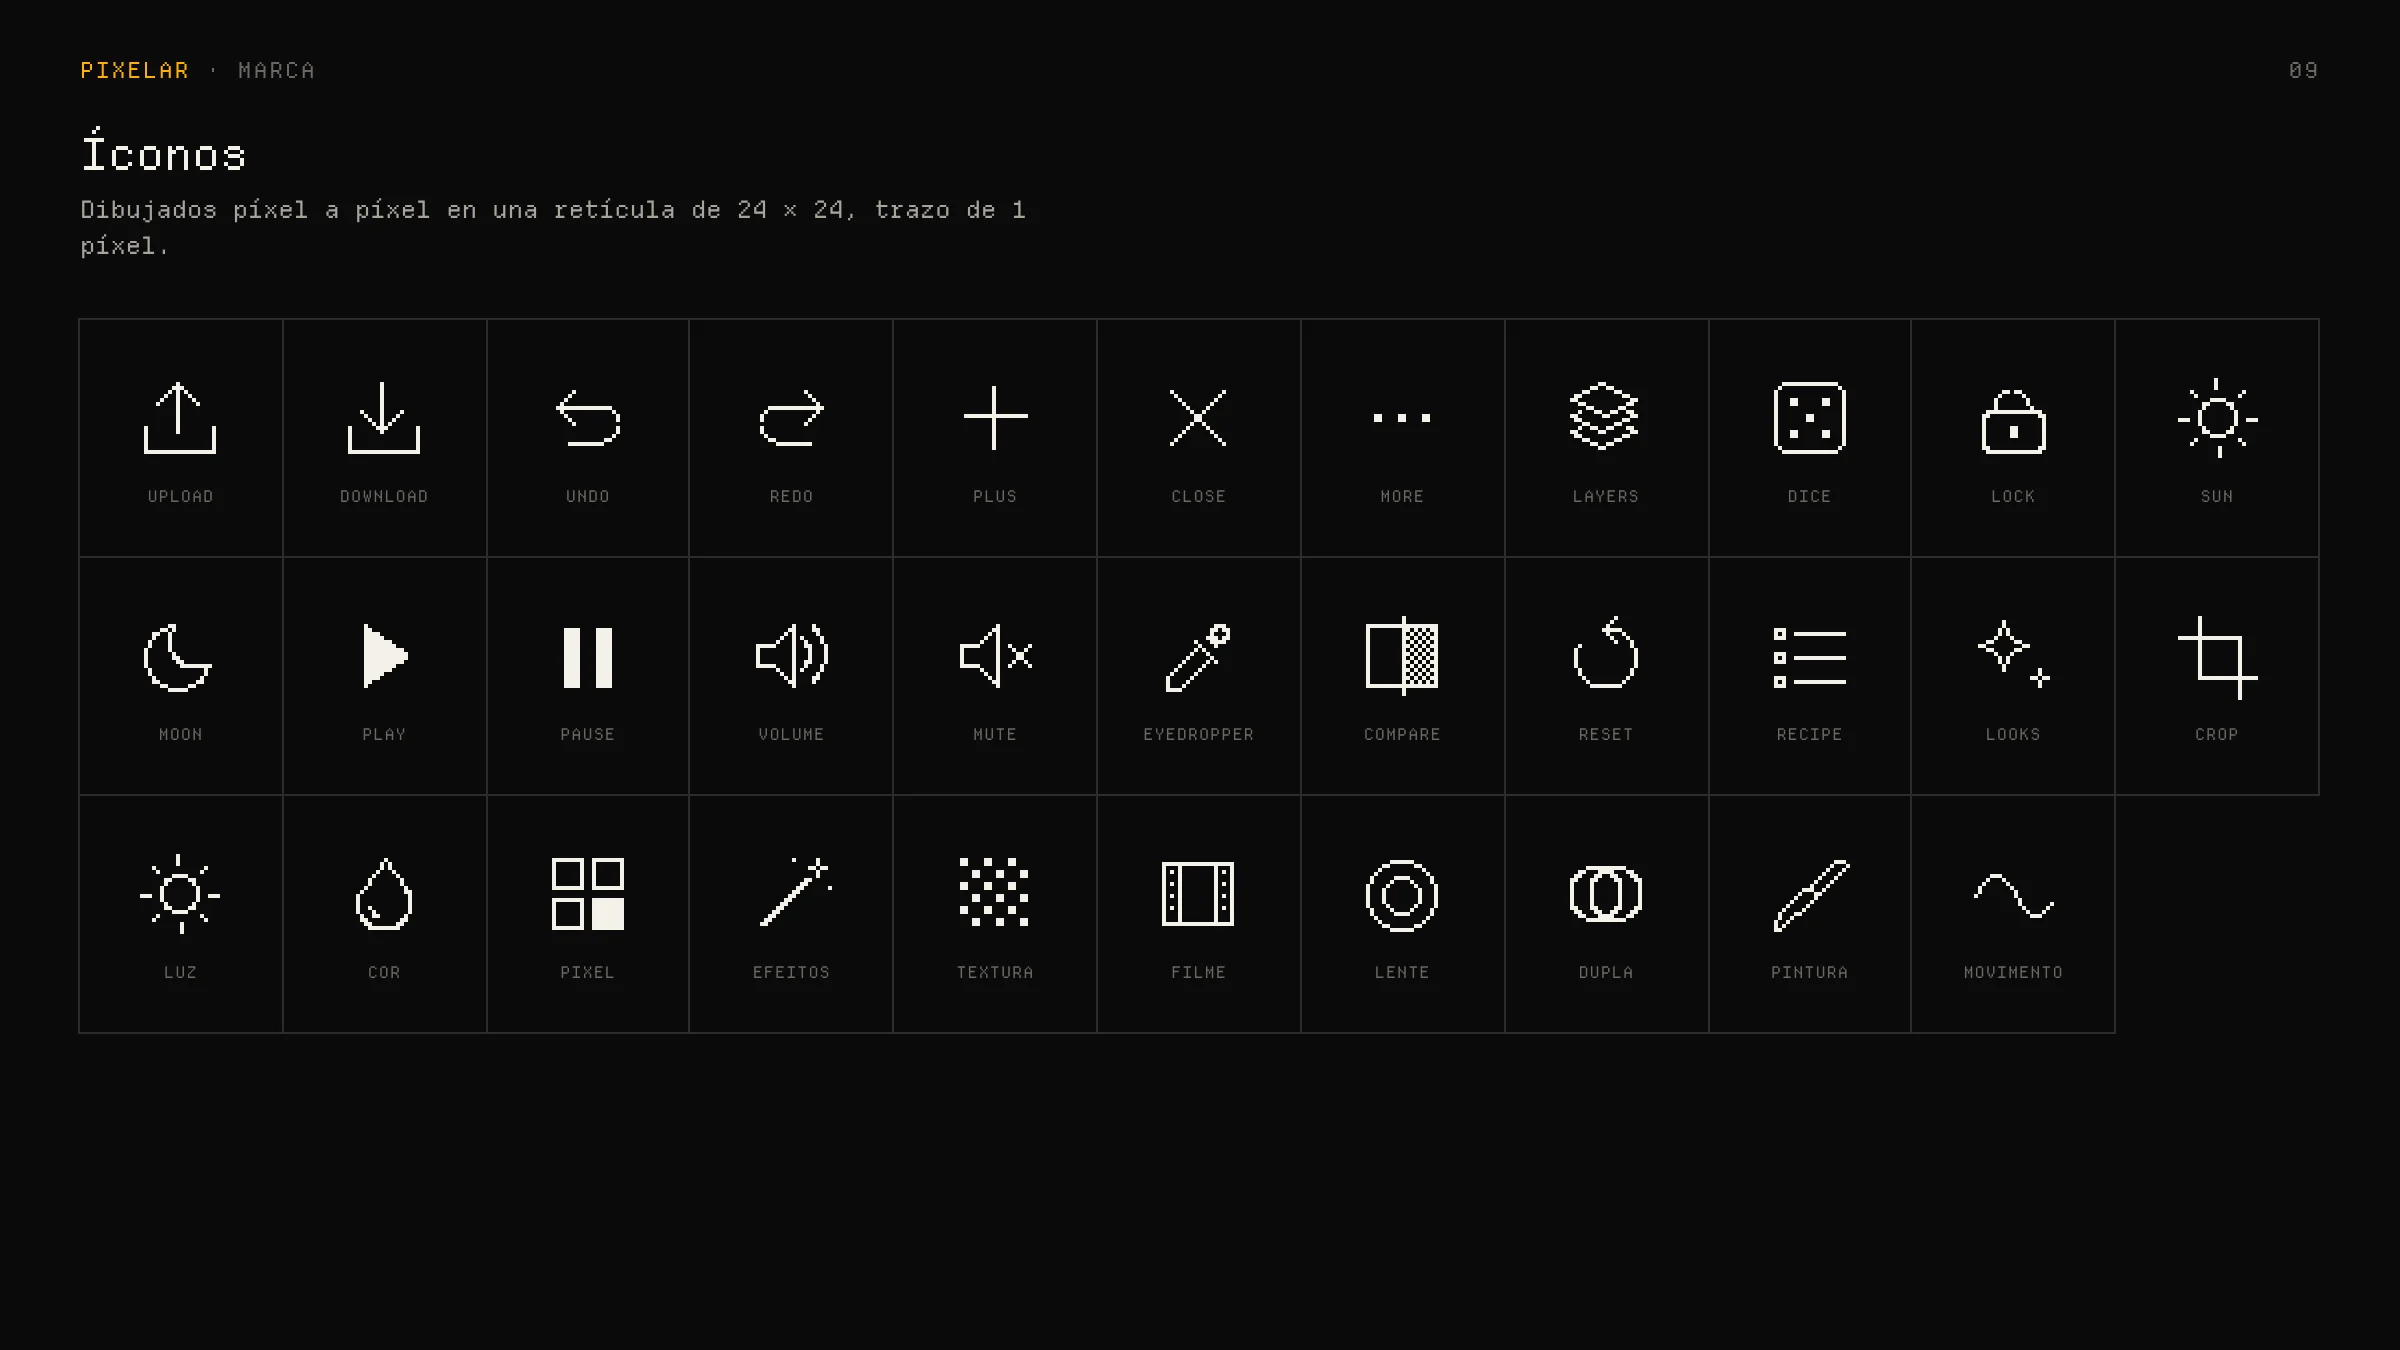 PIXELAR · MARCA
09
Íconos
Dibujados píxel a píxel en una retícula de 24 × 24, trazo de 1
píxel.
UPLOAD DOWNLOAD UNDO REDO PLUS CLOSE MORE LAYERS DICE LOCK SUN
MOON PLAY PAUSE VOLUME MUTE EYEDROPPER COMPARE RESET RECIPE LOOKS CROP
LUZ COR PIXEL EFEITOS TEXTURA FILME LENTE DUPLA PINTURA MOVIMENTO